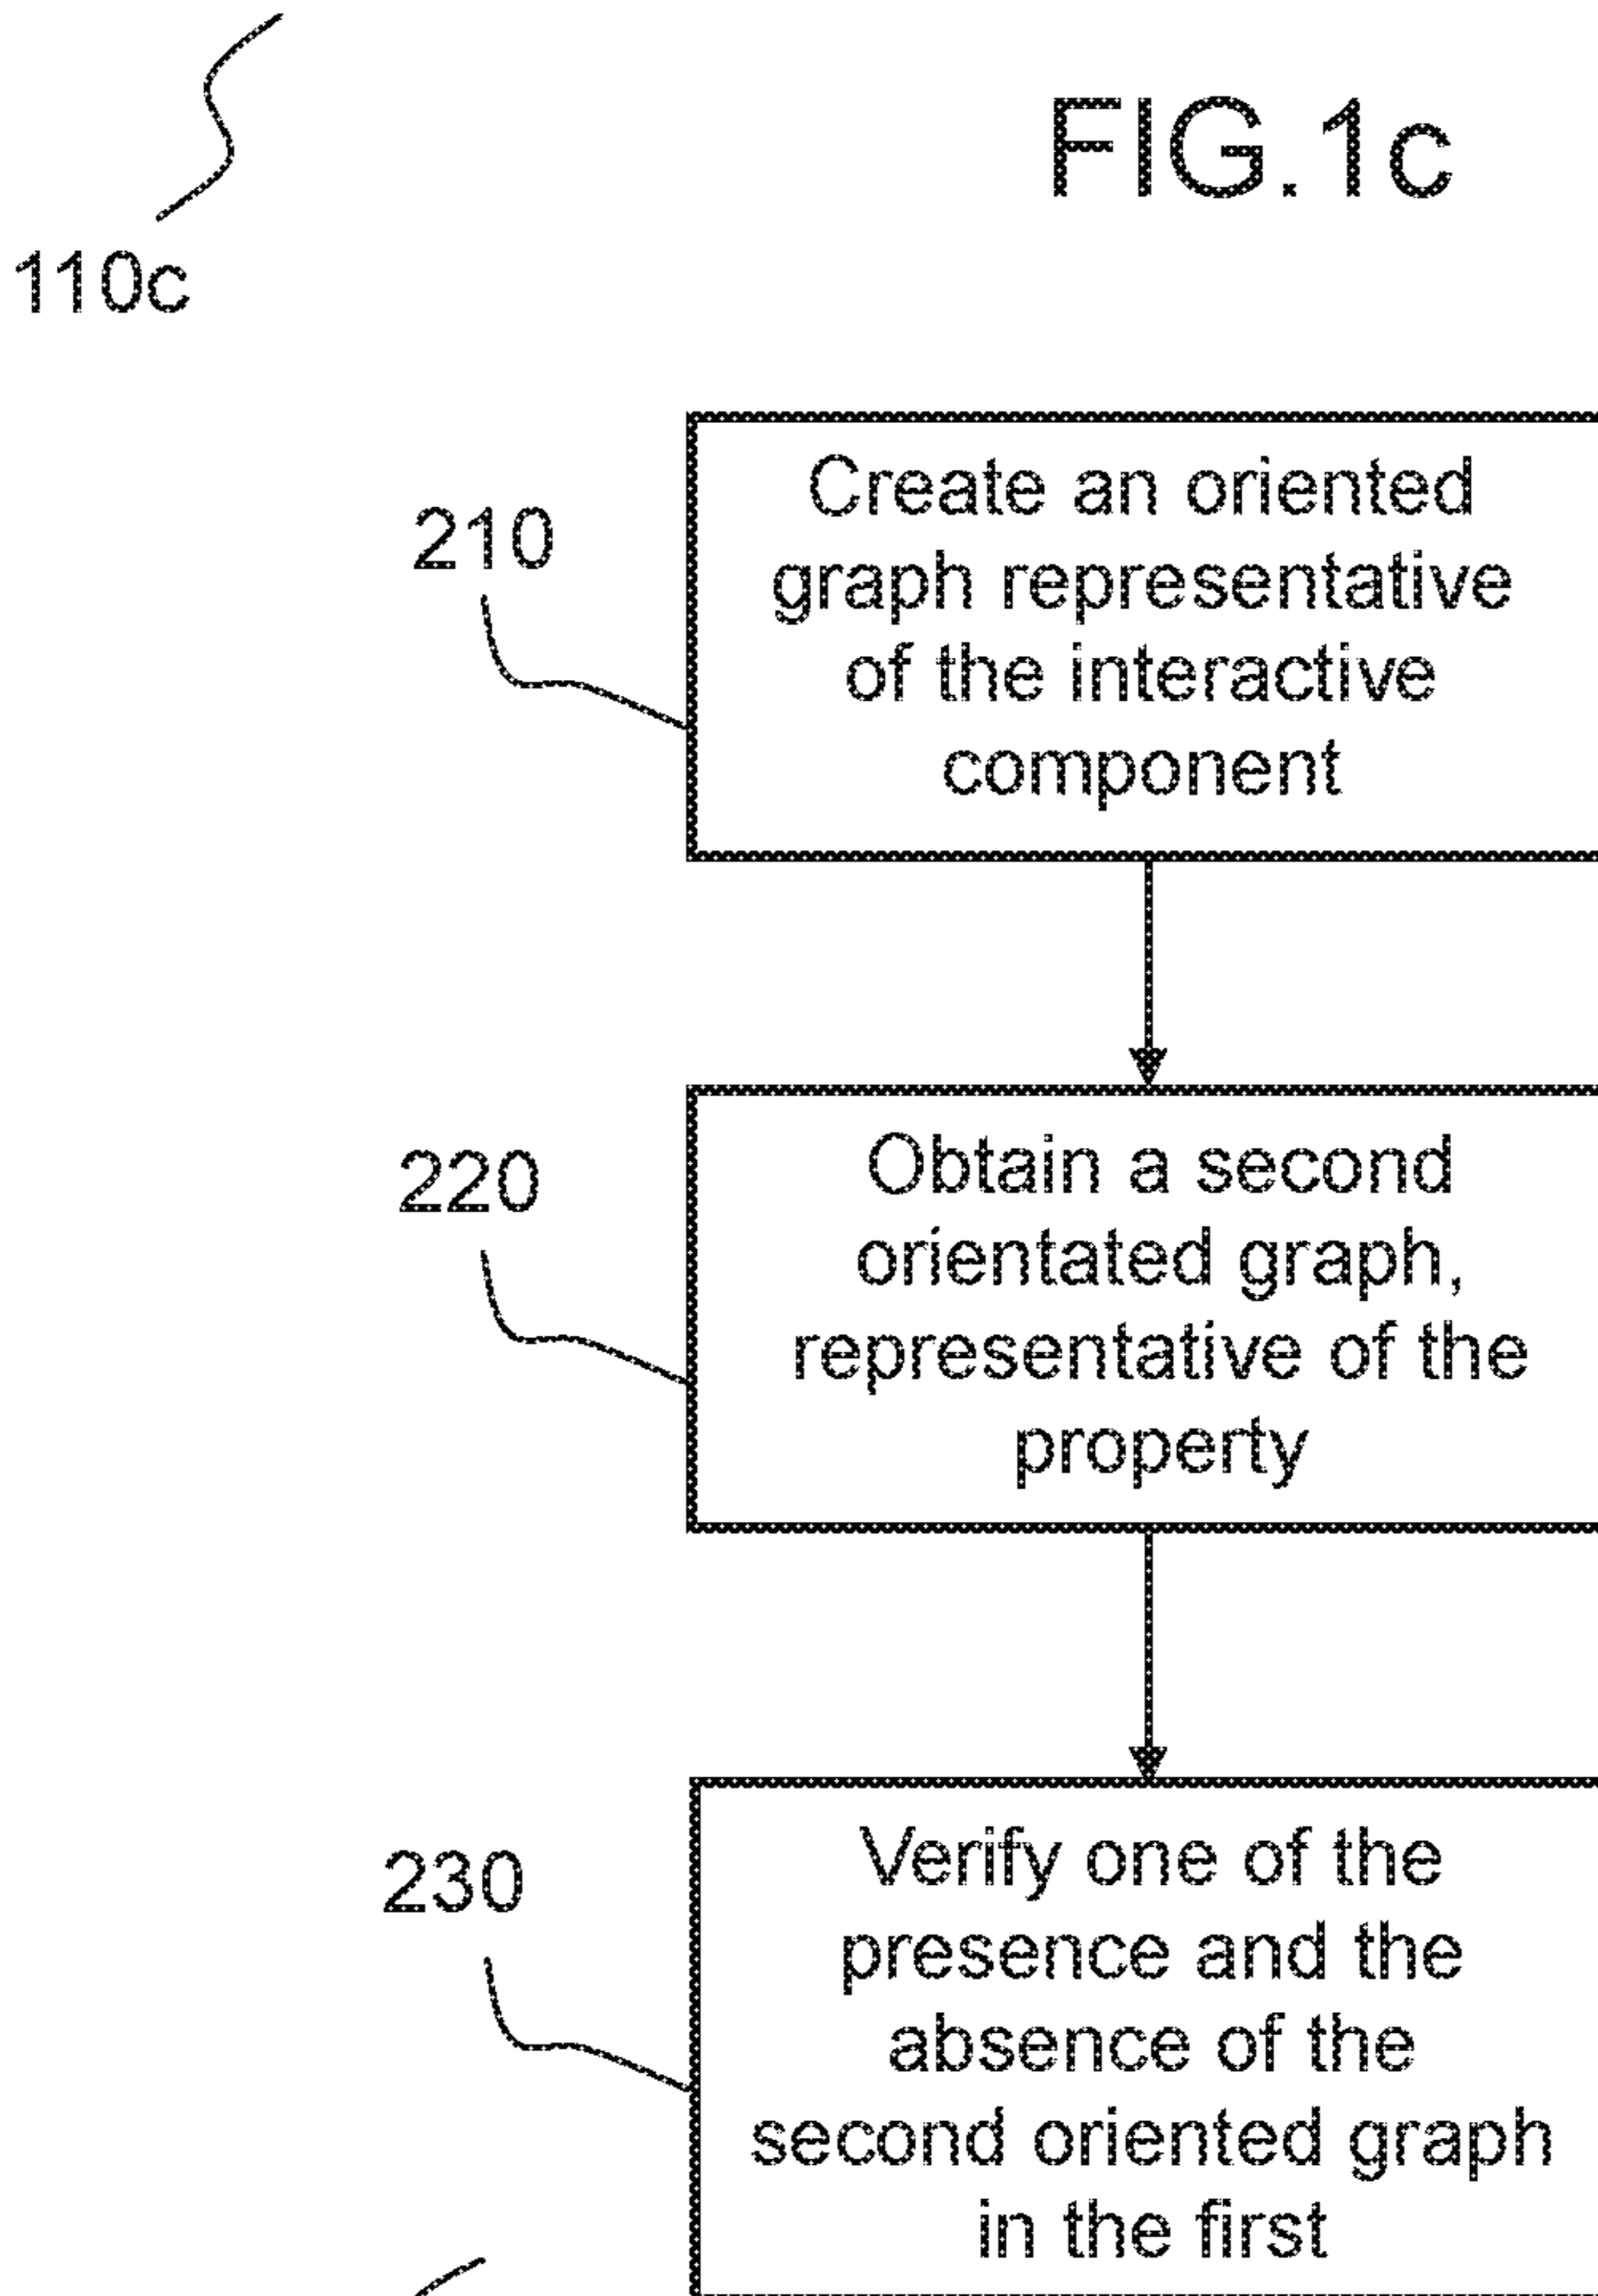 FIG.1c
110c
210
Create an oriented
graph representative
of the interactive
component
220
Obtain a second
orientated graph,
representative of the
property
230
Verify one of the
presence and the
absence of the
second oriented graph
in the first